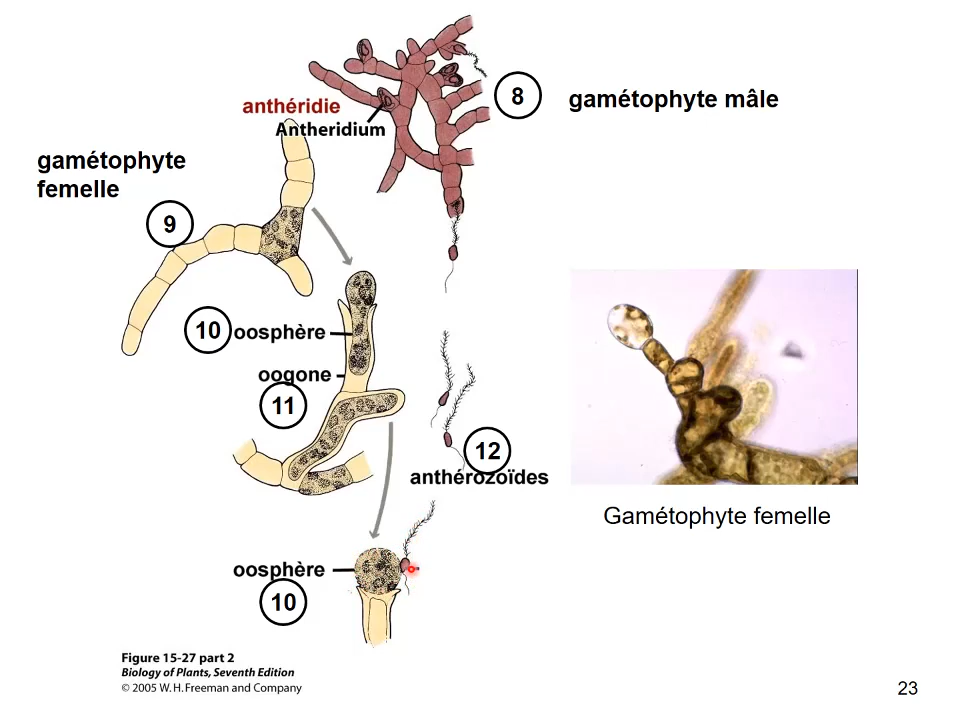 8
gamétophyte mâle
anthéridie
Antheridium
gamétophyte
femelle
9
10
oosphère
oogone
11
12
anthérozoïdes
Gamétophyte femelle
oosphère
10
Figure 15-27 part 2
Biology of Plants, Seventh Edition
© 2005 W. H. Freeman and Company
23